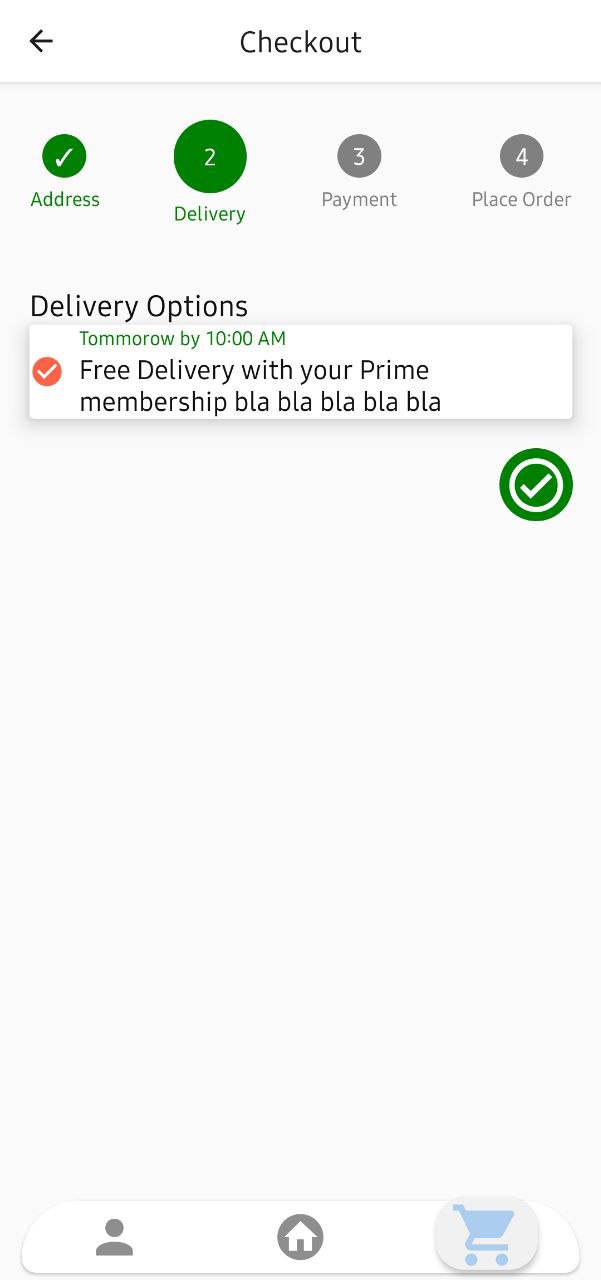 Checkout
✓ 2 3 4
Address Delivery Payment Place Order
Delivery Options
Tommorow by 10:00 AM
Free Delivery with your Prime
membership bla bla bla bla bla